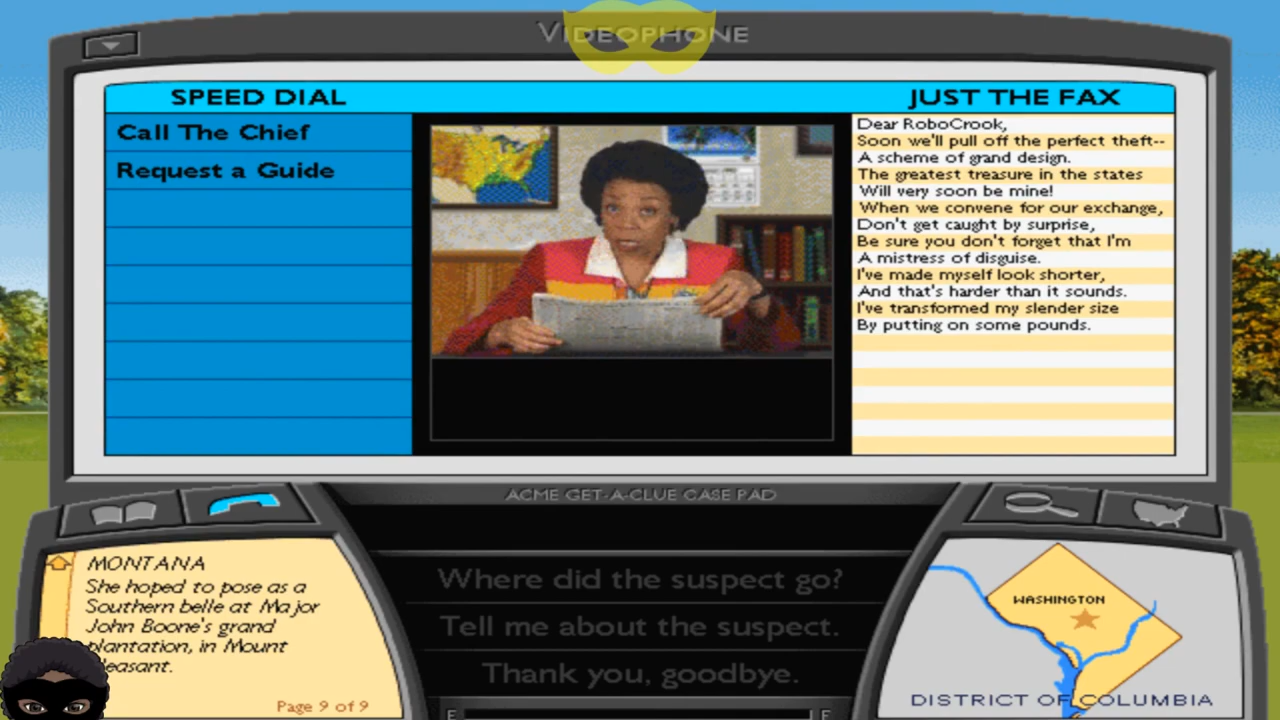 VIDEOPHONE
SPEED DIAL
Call The Chief
Request a Guide
JUST THE FAX
Dear RoboCrook,
Soon we'll pull off the perfect theft--
A scheme of grand design.
The greatest treasure in the states
Will very soon be mine!
When we convene for our exchange,
Don't get caught by surprise,
Be sure you don't forget that I'm
A mistress of disguise.
I've made myself look shorter,
And that's harder than it sounds.
I've transformed my slender size
By putting on some pounds.
ACME GET-A-CLUE CASE PAD
Where did the suspect go?
Tell me about the suspect.
Thank you, goodbye.
E F
MONTANA
She hoped to pose as a
Southern belle at Major
John Boone's grand
plantation, in Mount
easant.
Page 9 of 9
WASHINGTON
DISTRICT OF COLUMBIA